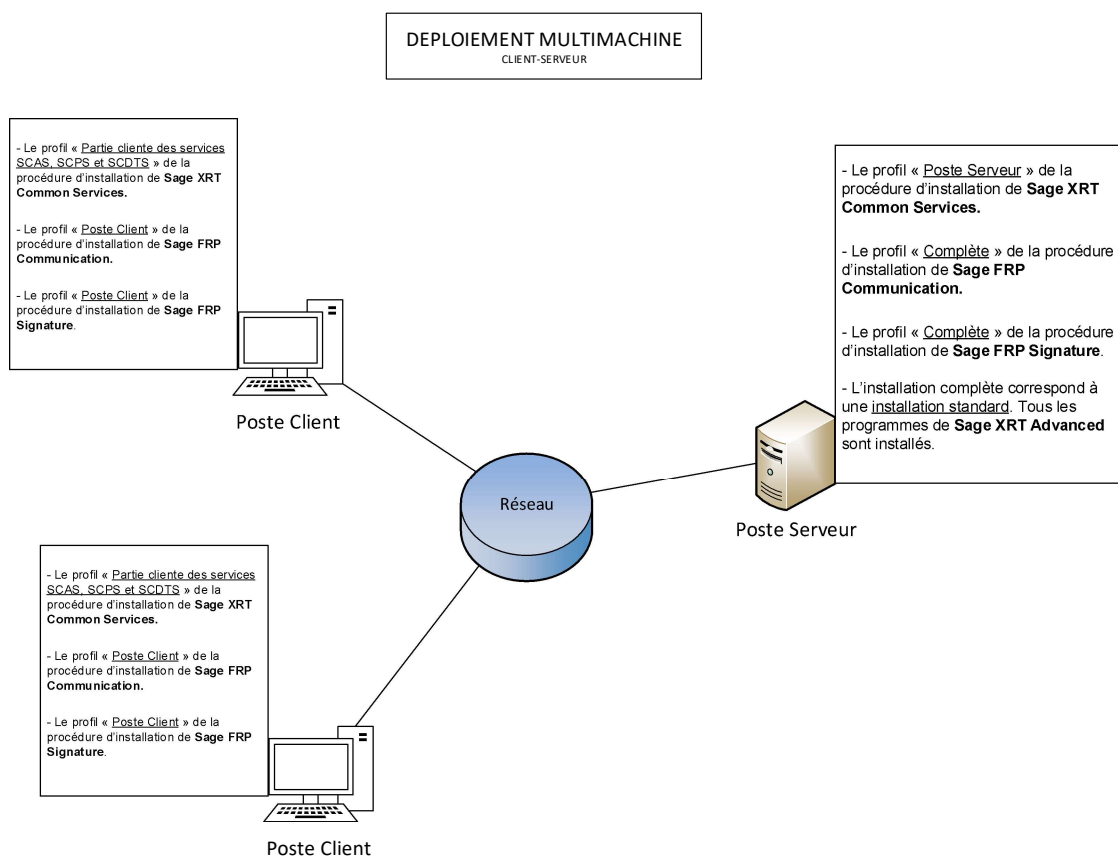 DEPLOIEMENT MULTIMACHINE
CLIENT-SERVEUR
- Le profil « Partie cliente des services
SCAS, SCPS et SCDTS » de la
procédure d’installation de Sage XRT
Common Services.
- Le profil « Poste Client » de la
procédure d’installation de Sage FRP
Communication.
- Le profil « Poste Client » de la
procédure d’installation de Sage FRP
Signature.
Poste Client
- Le profil « Poste Serveur » de la
procédure d’installation de Sage XRT
Common Services.
- Le profil « Complète » de la procédure
d’installation de Sage FRP
Communication.
- Le profil « Complète » de la procédure
d’installation de Sage FRP Signature.
- L’installation complète correspond à
une installation standard. Tous les
programmes de Sage XRT Advanced
sont installés.
Poste Serveur
Réseau
- Le profil « Partie cliente des services
SCAS, SCPS et SCDTS » de la
procédure d’installation de Sage XRT
Common Services.
- Le profil « Poste Client » de la
procédure d’installation de Sage FRP
Communication.
- Le profil « Poste Client » de la
procédure d’installation de Sage FRP
Signature.
Poste Client